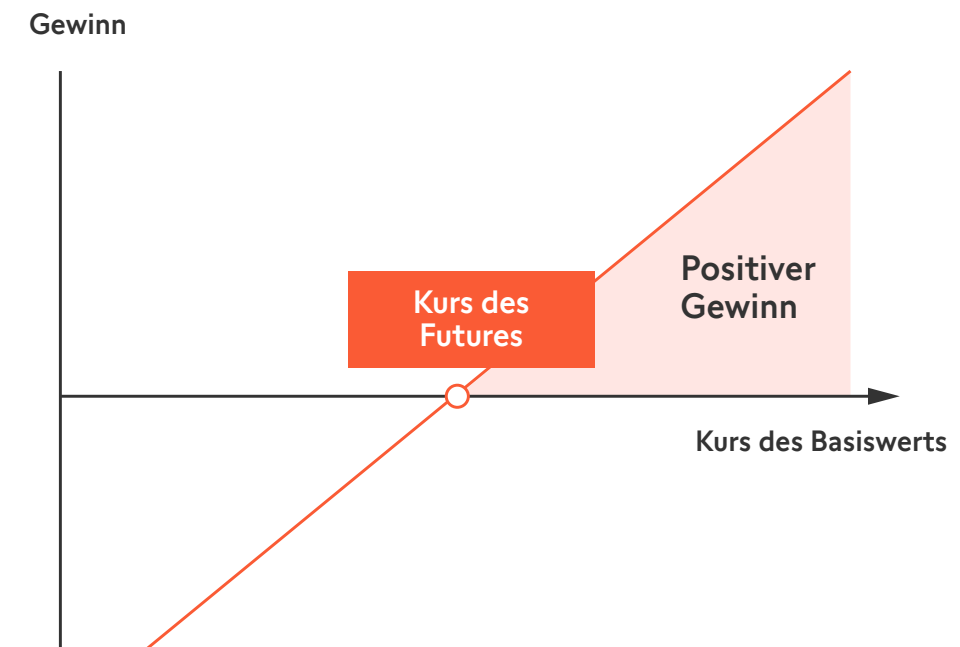 Gewinn
Kurs des
Futures
Positiver
Gewinn
Kurs des Basiswerts